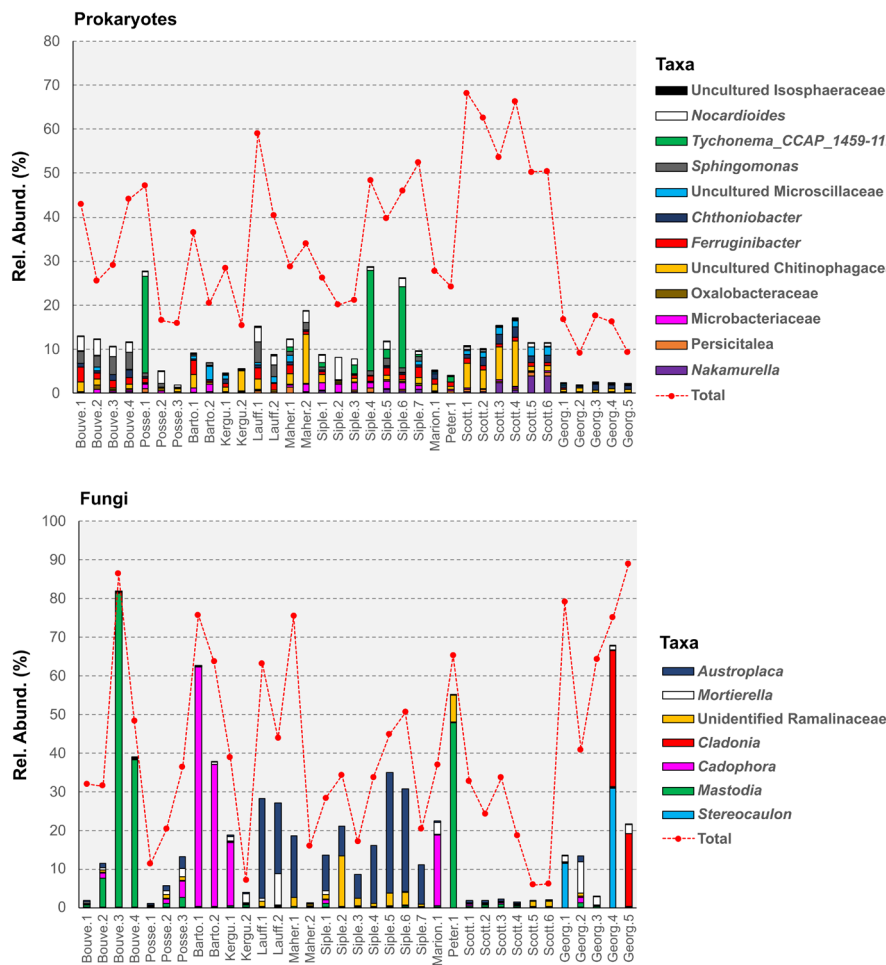 Prokaryotes
Rel. Abund. (%)
80
70
60
50
40
30
20
10
0
Bouve.1
Bouve.2
Bouve.3
Bouve.4
Posse.1
Posse.2
Posse.3
Barto.1
Barto.2
Kergu.1
Kergu.2
Lauff.1
Lauff.2
Maher.1
Maher.2
Siple.1
Siple.2
Siple.3
Siple.4
Siple.5
Siple.6
Siple.7
Marion.1
Peter.1
Scott.1
Scott.2
Scott.3
Scott.4
Scott.5
Scott.6
Georg.1
Georg.2
Georg.3
Georg.4
Georg.5
Taxa
Uncultured Isosphaeraceae
Nocardioides
Tychonema_CCAP_1459-11
Sphingomonas
Uncultured Microscillaceae
Chthoniobacter
Ferruginibacter
Uncultured Chitinophagace
Oxalobacteraceae
Microbacteriaceae
Persicitalea
Nakamurella
Total
Fungi
Rel. Abund. (%)
100
90
80
70
60
50
40
30
20
10
0
Bouve.1
Bouve.2
Bouve.3
Bouve.4
Posse.1
Posse.2
Posse.3
Barto.1
Barto.2
Kergu.1
Kergu.2
Lauff.1
Lauff.2
Maher.1
Maher.2
Siple.1
Siple.2
Siple.3
Siple.4
Siple.5
Siple.6
Siple.7
Marion.1
Peter.1
Scott.1
Scott.2
Scott.3
Scott.4
Scott.5
Scott.6
Georg.1
Georg.2
Georg.3
Georg.4
Georg.5
Taxa
Austroplaca
Mortierella
Unidentified Ramalinaceae
Cladonia
Cadophora
Mastodia
Stereocaulon
Total